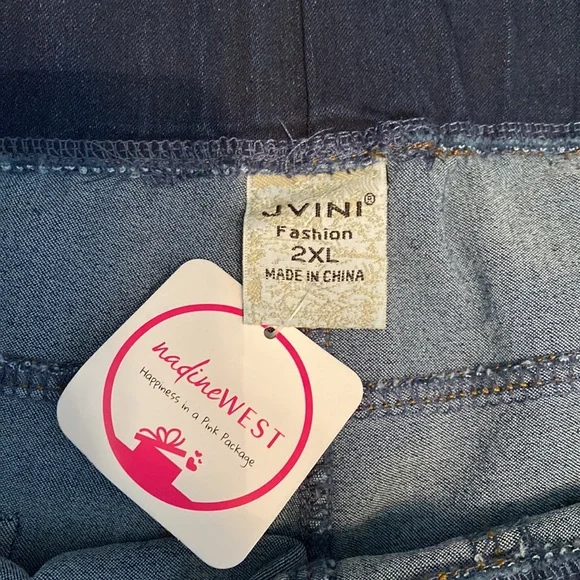 JVINI®
Fashion
2XL
MADE IN CHINA
nadineWEST
Happiness in a Pink Package